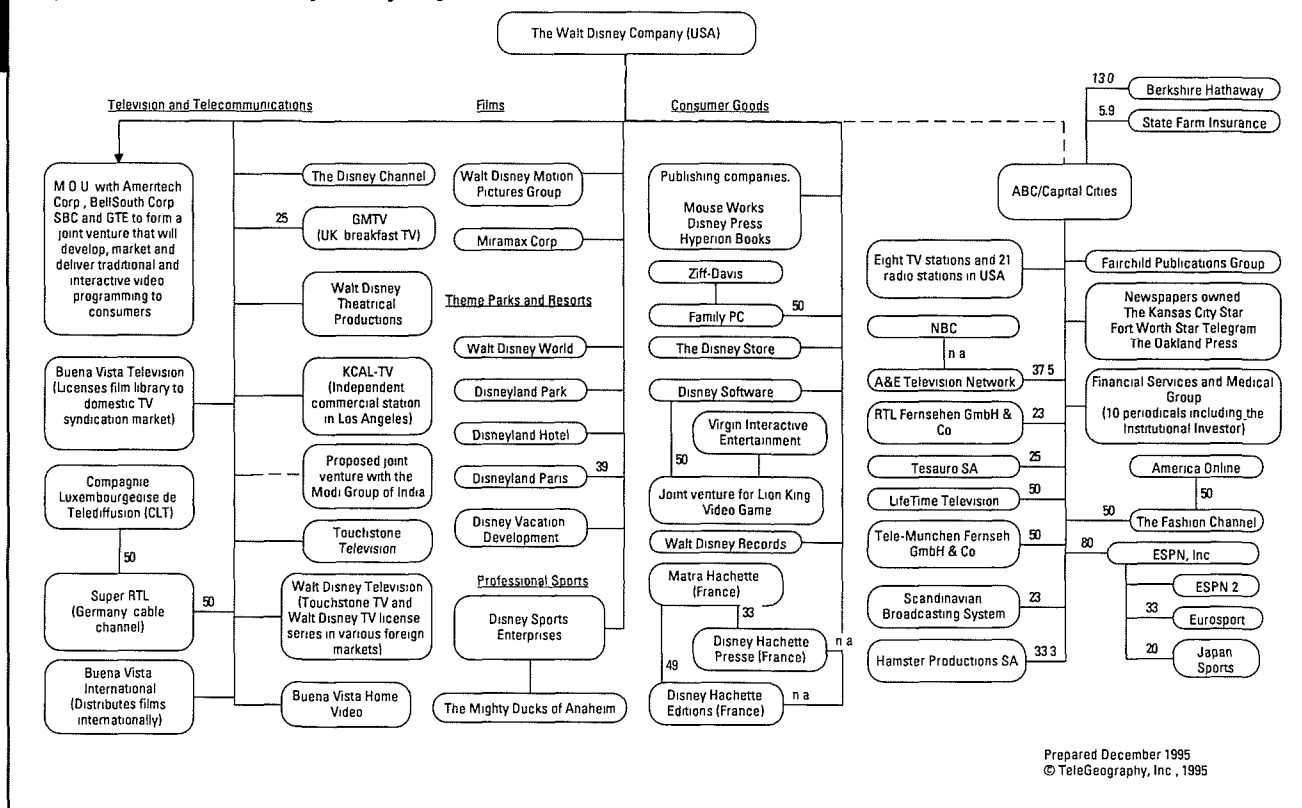 The Walt Disney Company (USA)
Television and Telecommunications
Films
Consumer Goods
M O U with Ameritech
Corp , BellSouth Corp
SBC and GTE to form a
joint venture that will
develop, market and
deliver traditional and
interactive video
programming to
consumers
Buena Vista Television
(Licenses film library to
domestic TV
syndication market)
Compagnie
Luxembourgeoise de
Telediffusion (CLT)
50
Super RTL
(Germany cable
channel)
50
Buena Vista
International
(Distributes films
internationally)
The Disney Channel
25
GMTV
(UK breakfast TV)
Walt Disney
Theatrical
Productions
KCAL-TV
(Independent
commercial station
in Los Angeles)
Proposed joint
venture with the
Modi Group of India
Touchstone
Television
Walt Disney Television
(Touchstone TV and
Walt Disney TV license
series in various foreign
markets)
Buena Vista Home
Video
Walt Disney Motion
Pictures Group
Miramax Corp
Theme Parks and Resorts
Walt Disney World
Disneyland Park
Disneyland Hotel
Disneyland Paris
39
Disney Vacation
Development
Professional Sports
Disney Sports
Enterprises
The Mighty Ducks of Anaheim
Publishing companies.
Mouse Works
Disney Press
Hyperion Books
Ziff-Davis
Family PC
50
The Disney Store
Disney Software
Virgin Interactive
Entertainment
50
Joint venture for Lion King
Video Game
Walt Disney Records
Matra Hachette
(France)
33
Disney Hachette
Presse (France)
n a
49
Disney Hachette
Editions (France)
n a
13 0
Berkshire Hathaway
5.9
State Farm Insurance
ABC/Capital Cities
Eight TV stations and 21
radio stations in USA
NBC
n a
A&E Television Network
37 5
RTL Fernsehen GmbH &
Co
23
Tesauro SA
25
LifeTime Television
50
Tele-Munchen Fernseh
GmbH & Co
50
Scandinavian
Broadcasting System
23
Hamster Productions SA
33 3
Fairchild Publications Group
Newspapers owned
The Kansas City Star
Fort Worth Star Telegram
The Oakland Press
Financial Services and Medical
Group
(10 periodicals including the
Institutional Investor)
America Online
50
50
The Fashion Channel
80
ESPN, Inc
ESPN 2
33
Eurosport
20
Japan
Sports
Prepared December 1995
© TeleGeography, Inc , 1995